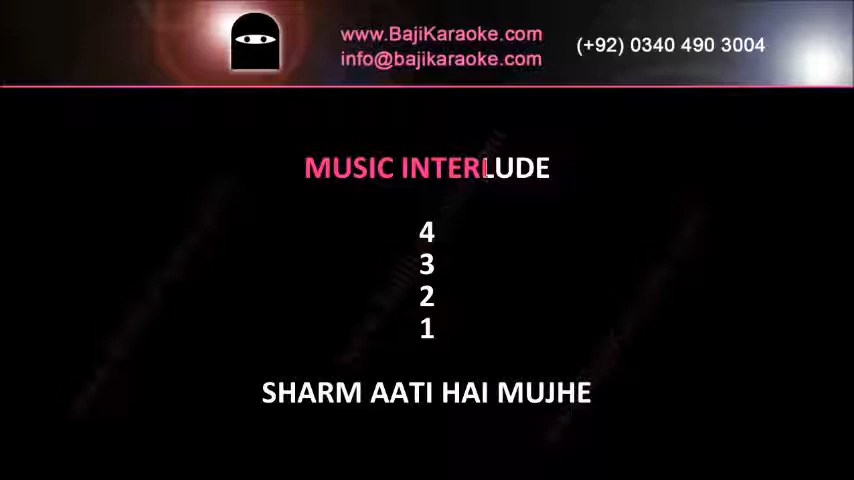 www.BajiKaraoke.com
info@bajikaraoke.com
(+92) 0340 490 3004
MUSIC INTERLUDE
4
3
2
1
SHARM AATI HAI MUJHE